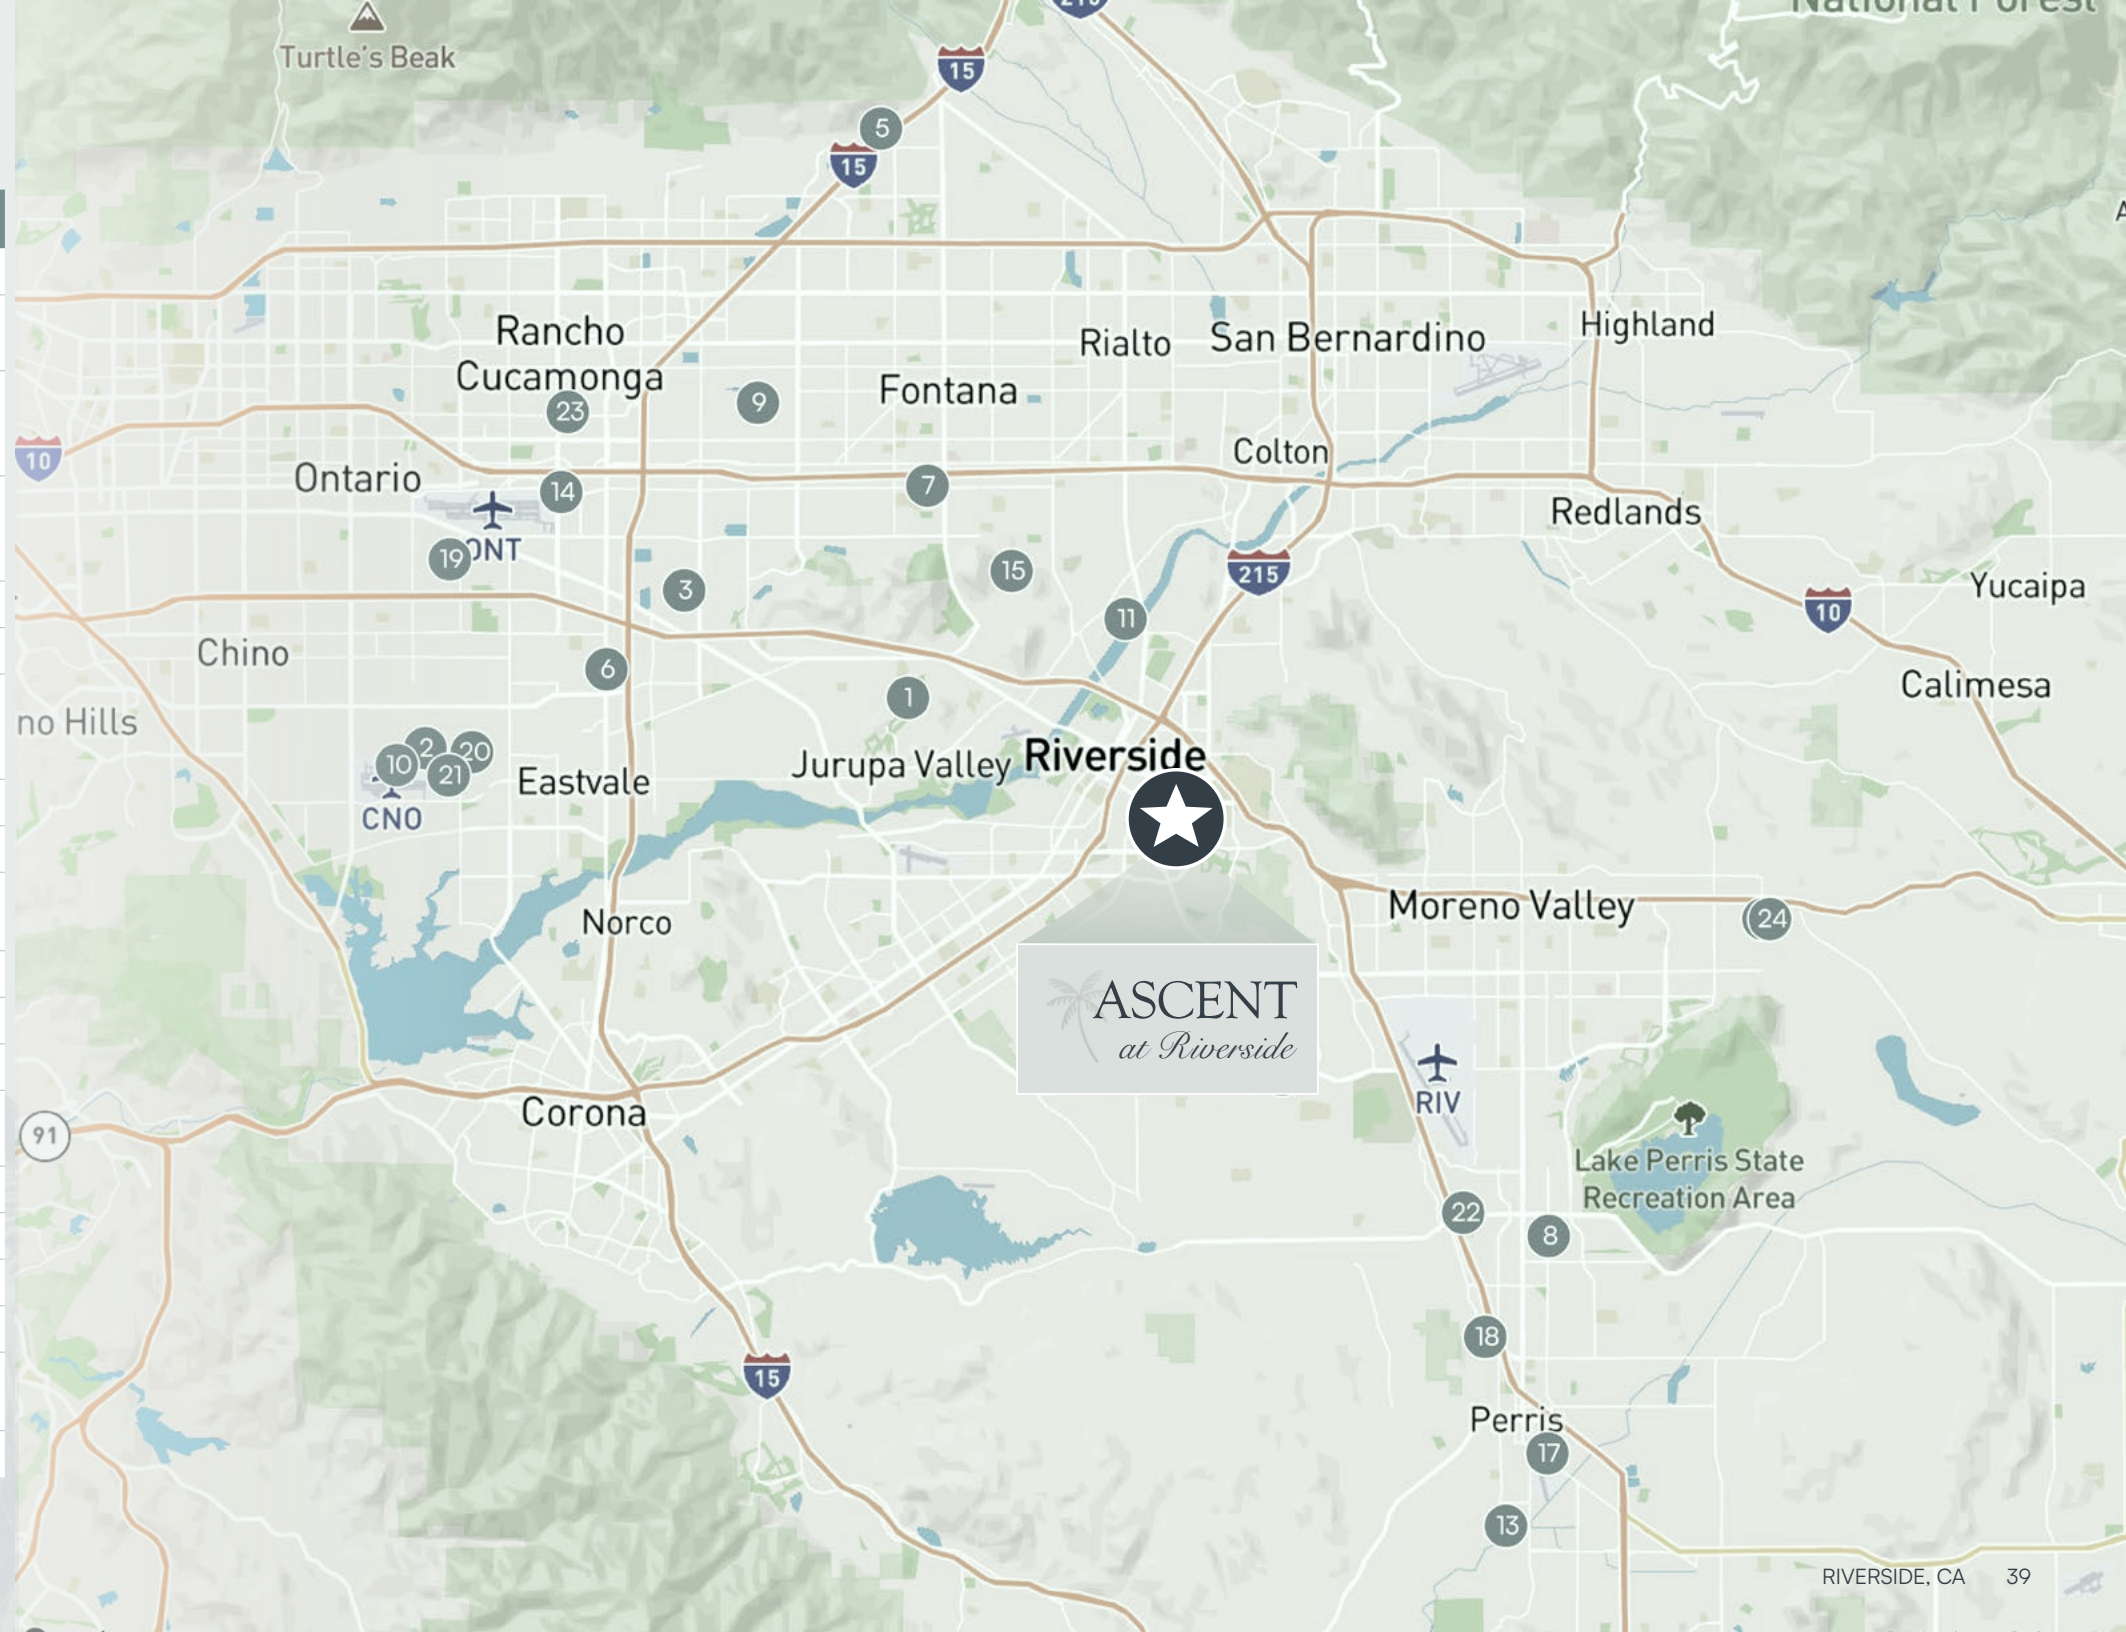 National Forest
215
Turtle's Beak
15
5
15
Rancho
Cucamonga
Rialto
San Bernardino
Highland
Fontana
23
9
10
Colton
Ontario
14
7
Redlands
19
ONT
3
15
215
Yucaipa
10
11
Chino
6
1
Calimesa
no Hills
2
20
10
21
Jurupa Valley
Riverside
Eastvale
CNO
Norco
Moreno Valley
24
ASCENT
at Riverside
RIV
Corona
91
Lake Perris State
Recreation Area
22
8
18
15
Perris
17
13
RIVERSIDE, CA 39